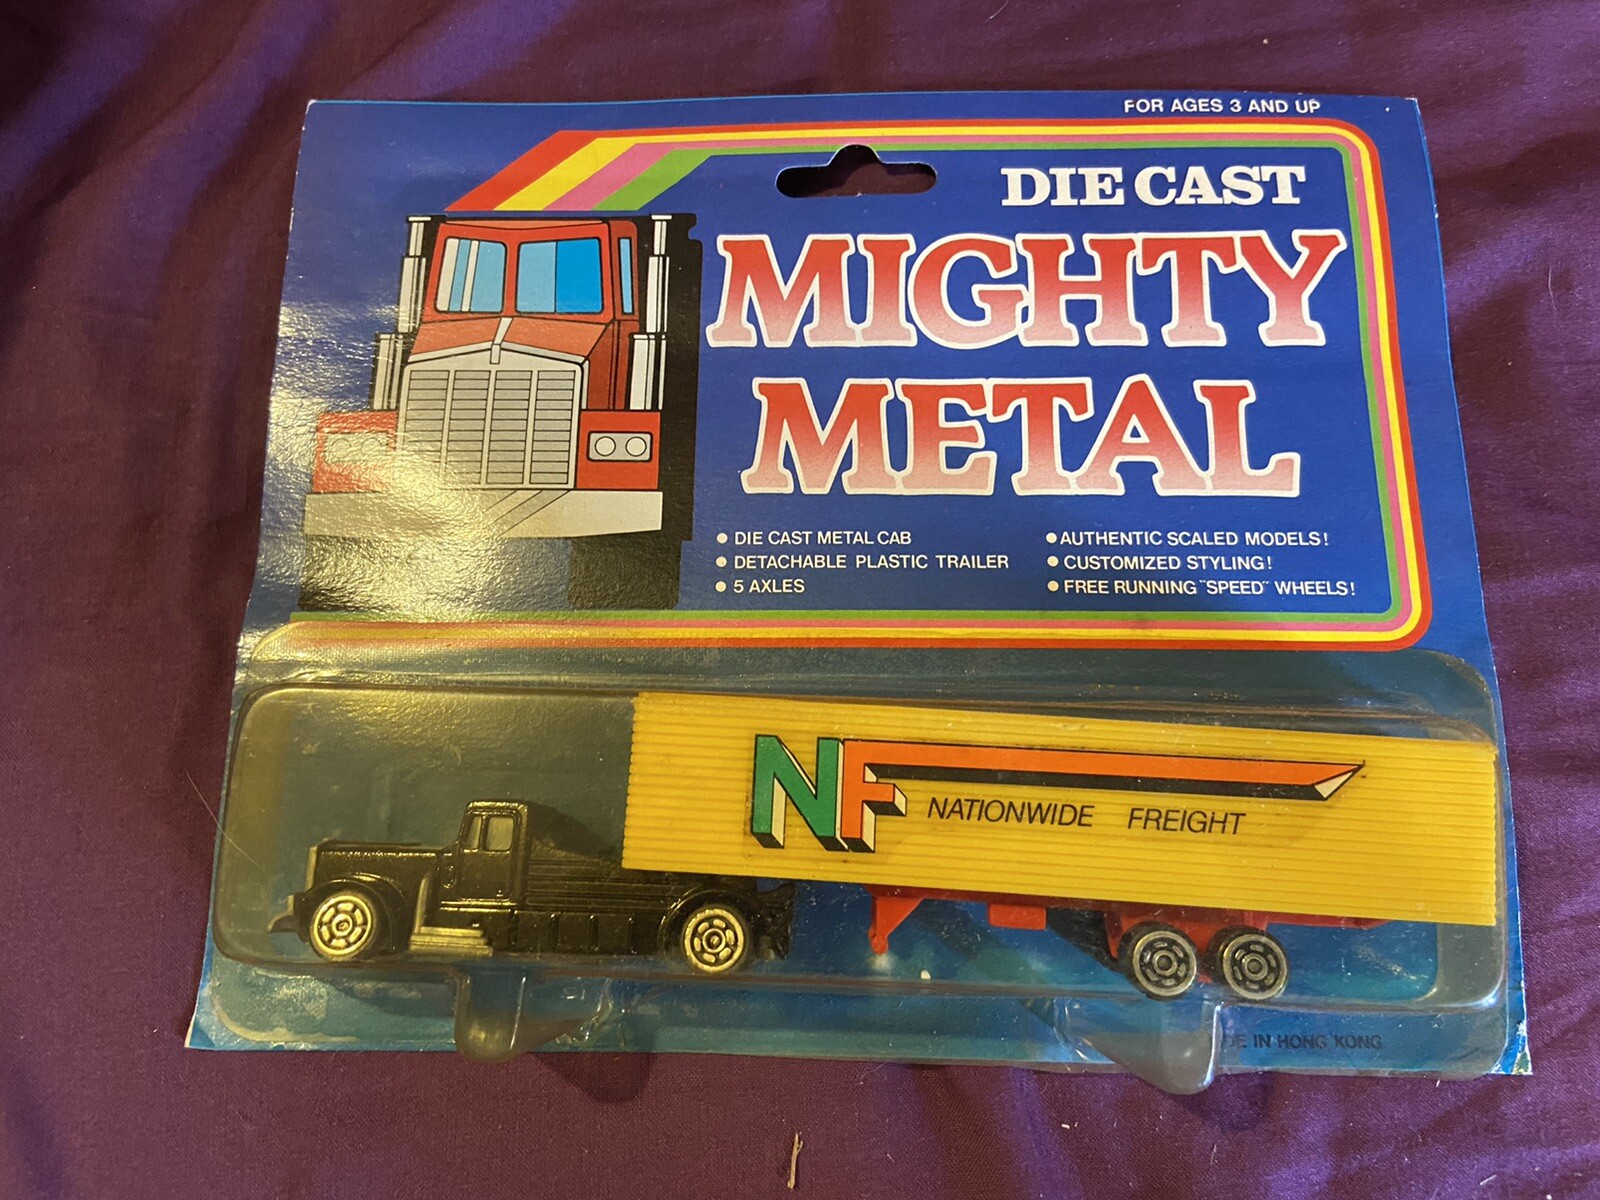 FOR AGES 3 AND UP
DIE CAST
MIGHTY
METAL
• DIE CAST METAL CAB
• DETACHABLE PLASTIC TRAILER
• 5 AXLES
• AUTHENTIC SCALED MODELS!
• CUSTOMIZED STYLING!
• FREE RUNNING "SPEED" WHEELS!
NF
NATIONWIDE FREIGHT
IN HONG KONG